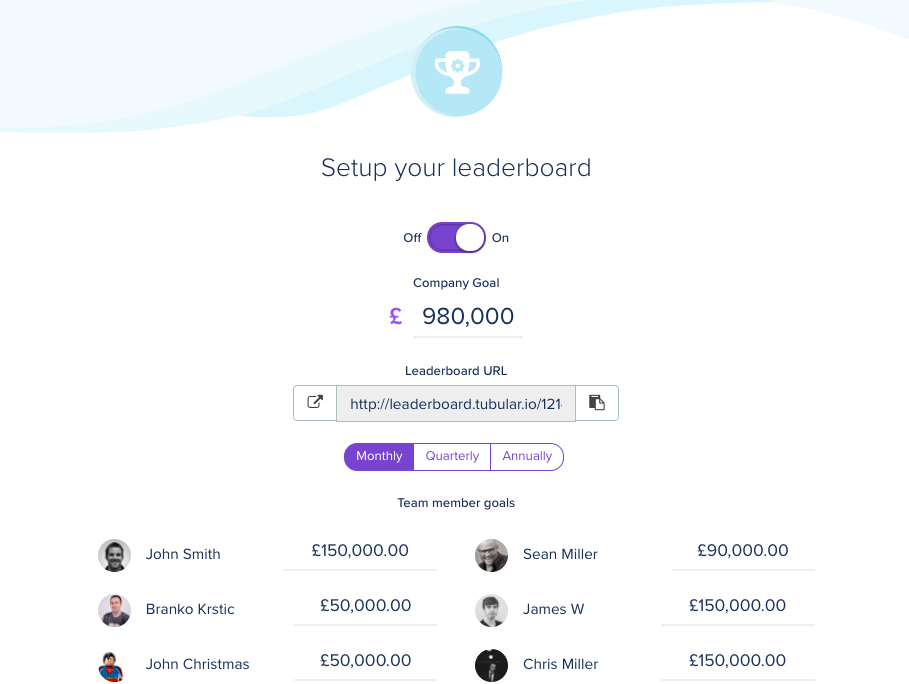 Setup your leaderboard
Off On
Company Goal
£ 980,000
Leaderboard URL
http://leaderboard.tubular.io/121
Monthly Quarterly Annually
Team member goals
John Smith £150,000.00 Sean Miller £90,000.00
Branko Krstic £50,000.00 James W £150,000.00
John Christmas £50,000.00 Chris Miller £150,000.00